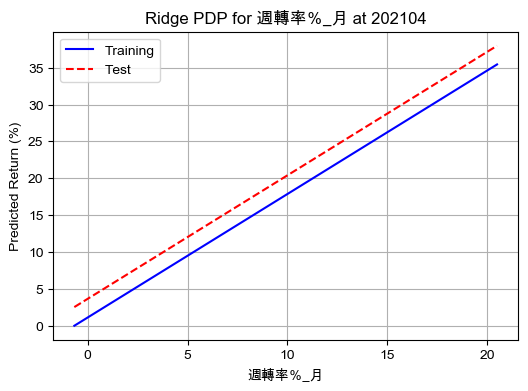 Ridge PDP for 週轉率%_月 at 202104
Training
Test
Predicted Return (%)
35
30
25
20
15
10
5
0
0 5 10 15 20
週轉率%_月